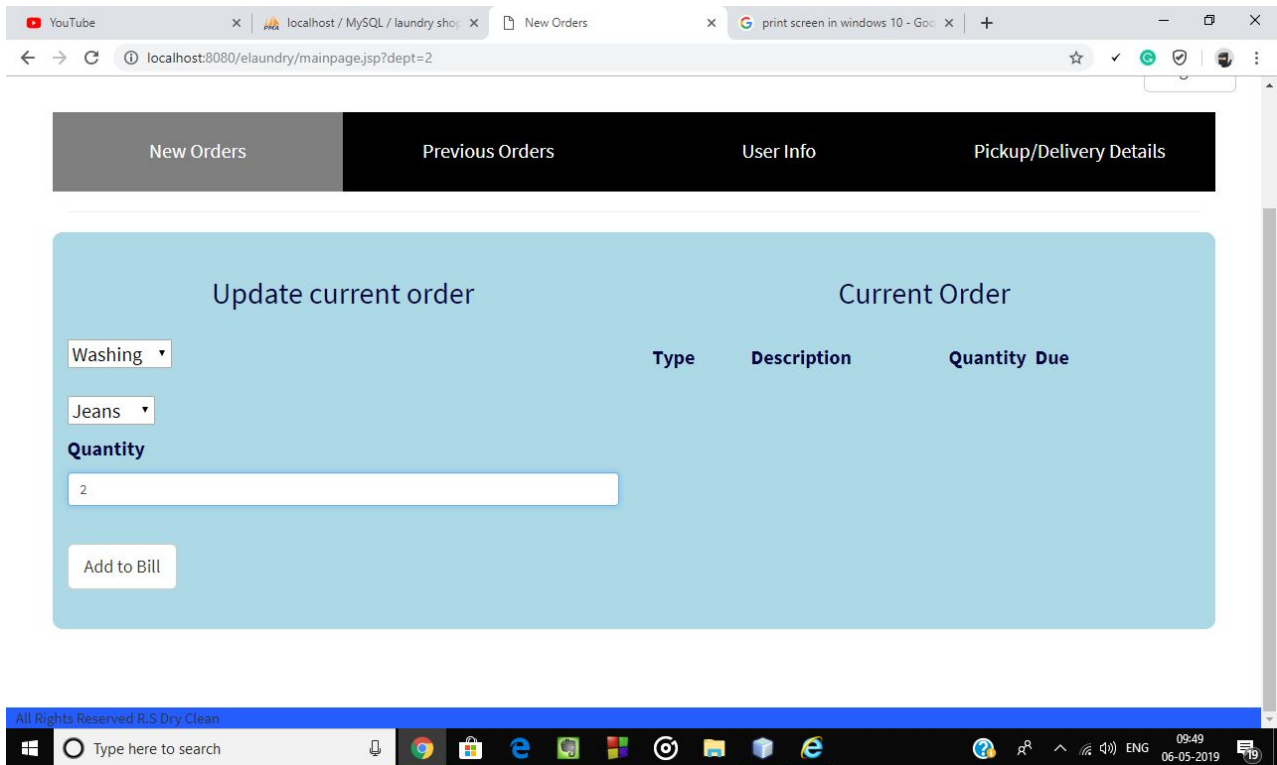 YouTube
localhost / MySQL / laundry shop
New Orders
print screen in windows 10 - Goo
localhost:8080/elaundry/mainpage.jsp?dept=2
New Orders
Previous Orders
User Info
Pickup/Delivery Details
Update current order
Current Order
Washing
Type Description Quantity Due
Jeans
Quantity
2
Add to Bill
All Rights Reserved R.S Dry Clean
Type here to search
ENG
09:49
06-05-2019
19